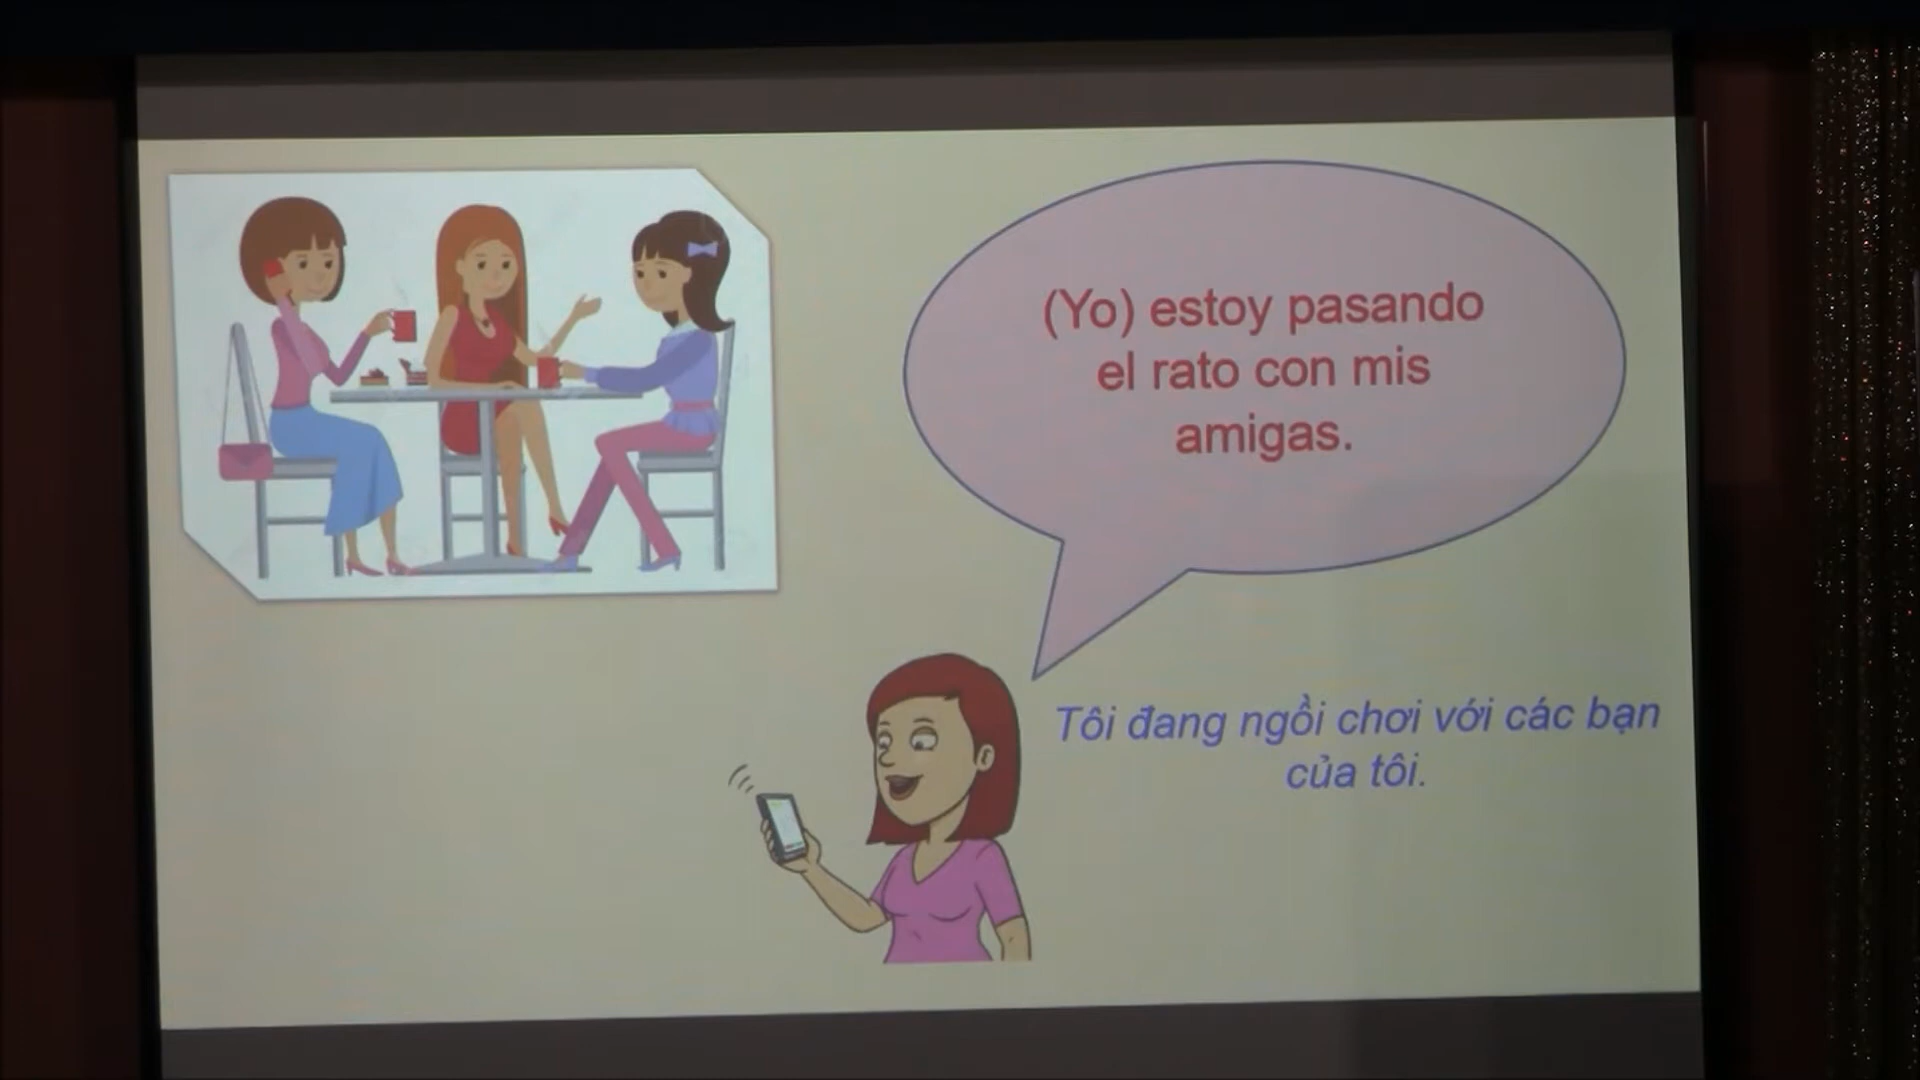 (Yo) estoy pasando
el rato con mis
amigas.
Tôi đang ngồi chơi với các bạn
của tôi.